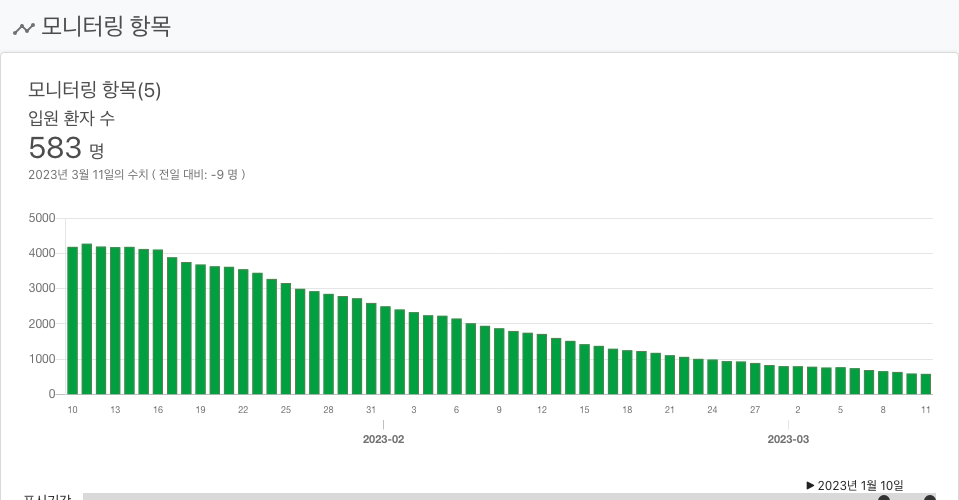 모니터링 항목
모니터링 항목(5)
입원 환자 수
583 명
2023년 3월 11일의 수치 ( 전일 대비: -9 명 )
5000
4000
3000
2000
1000
0
10 13 16 19 22 25 28 31 3 6 9 12 15 18 21 24 27 2 5 8 11
2023-02 2023-03
▶ 2023년 1월 10일
표시기간